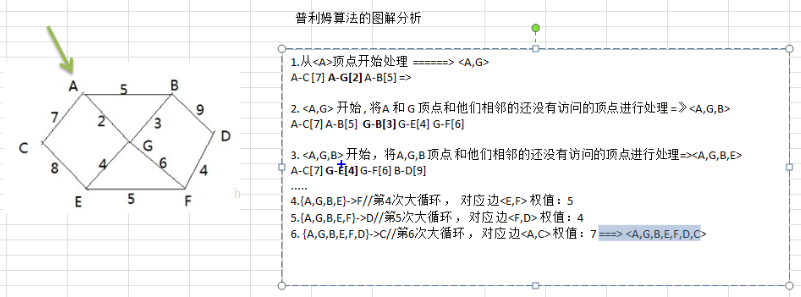 普利姆算法的图解分析
A
5
B
7
2
3
9
C
G
D
8
4
6
4
E
5
F
1.从<A>顶点开始处理 ======> <A,G>
A-C [7] A-G[2] A-B[5] =>
2. <A,G> 开始 , 将A 和 G 顶点和他们相邻的还没有访问的顶点进行处理 =》<A,G,B>
A-C[7] A-B[5] G-B[3] G-E[4] G-F[6]
3. <A,G,B> 开始，将A,G,B 顶点 和他们相邻的还没有访问的顶点进行处理=><A,G,B,E>
A-C[7] G-E[4] G-F[6] B-D[9]
.....
4.{A,G,B,E}->F//第4次大循环 ， 对应边<E,F> 权值：5
5.{A,G,B,E,F}->D//第5次大循环 ，对应边<F,D> 权值：4
6. {A,G,B,E,F,D}->C//第6次大循环 ，对应边<A,C> 权值：7 ===> <A,G,B,E,F,D,C>